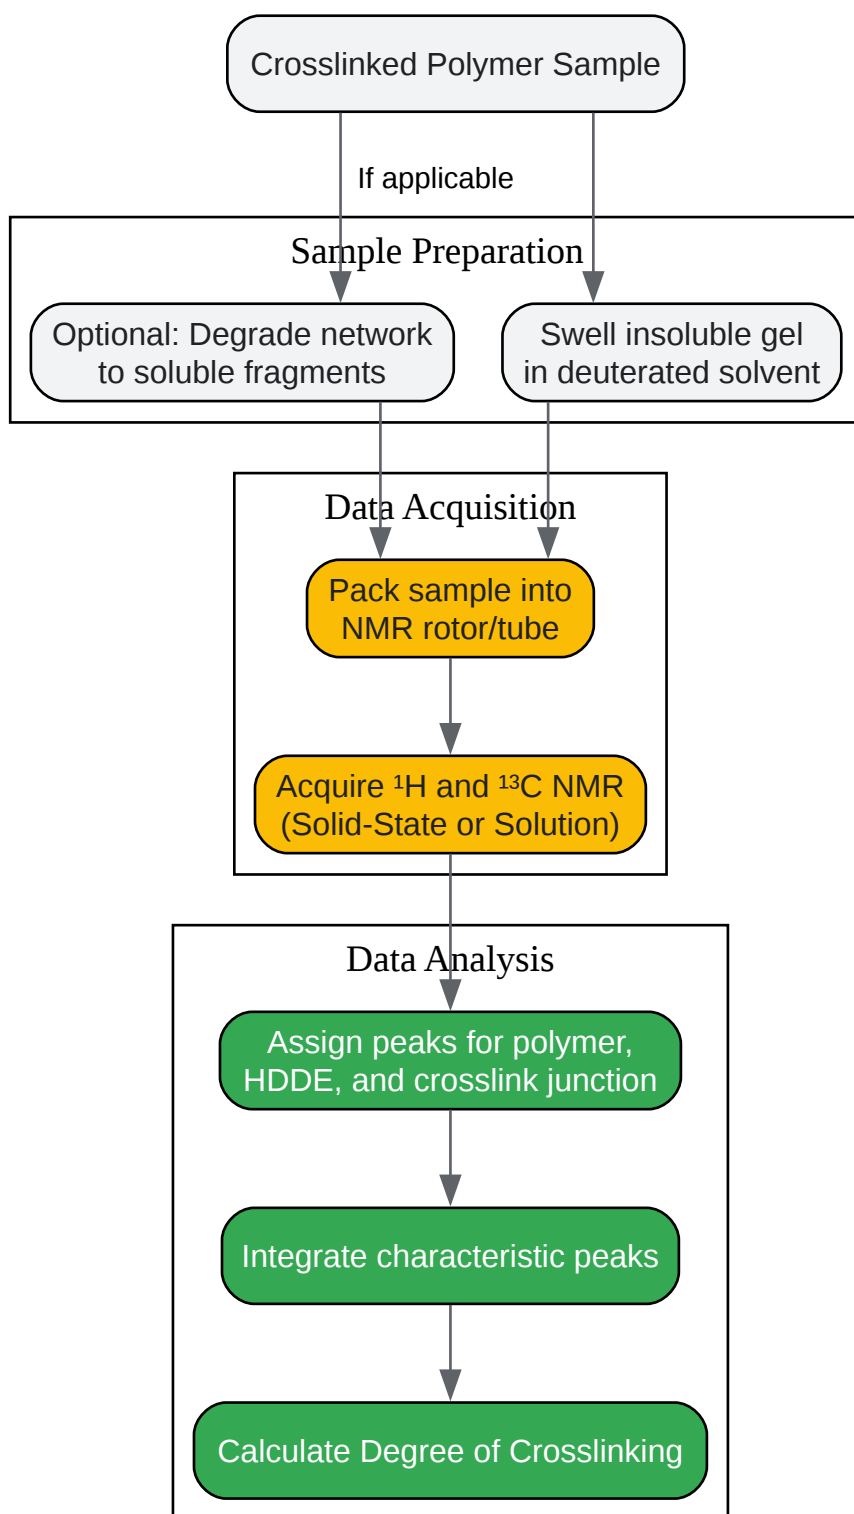 Crosslinked Polymer Sample
If applicable
Sample Preparation
Optional: Degrade network
to soluble fragments
Swell insoluble gel
in deuterated solvent
Data Acquisition
Pack sample into
NMR rotor/tube
Acquire ¹H and ¹³C NMR
(Solid-State or Solution)
Data Analysis
Assign peaks for polymer,
HDDE, and crosslink junction
Integrate characteristic peaks
Calculate Degree of Crosslinking